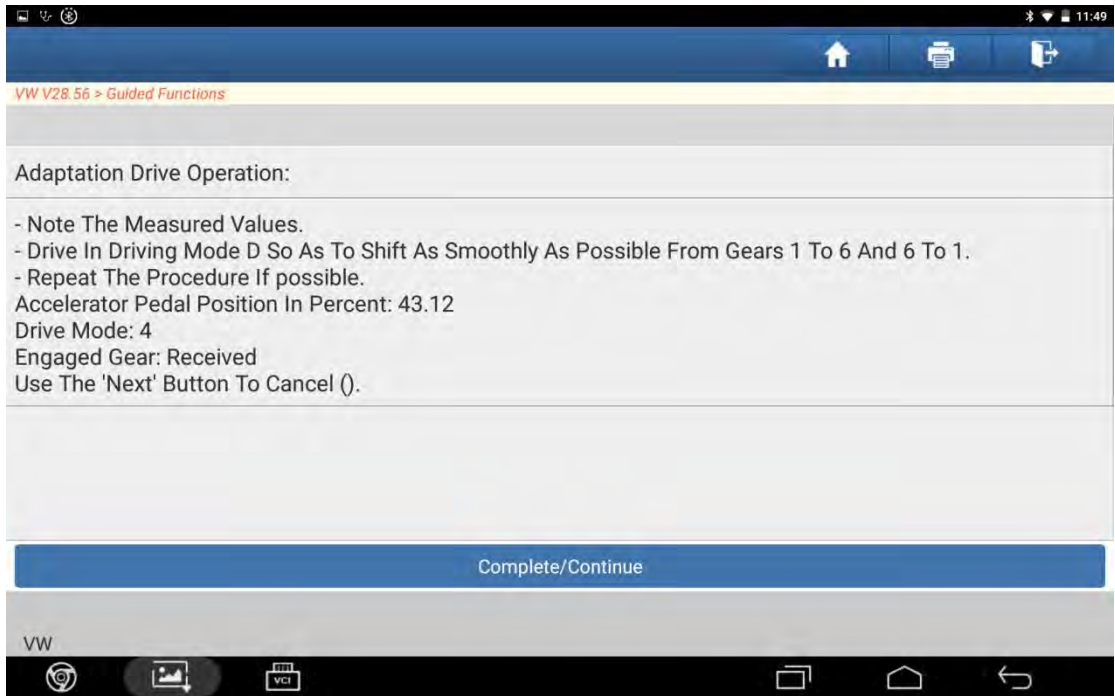 11:49
VW V28.56 > Guided Functions
Adaptation Drive Operation:
- Note The Measured Values.
- Drive In Driving Mode D So As To Shift As Smoothly As Possible From Gears 1 To 6 And 6 To 1.
- Repeat The Procedure If possible.
Accelerator Pedal Position In Percent: 43.12
Drive Mode: 4
Engaged Gear: Received
Use The 'Next' Button To Cancel ().
Complete/Continue
VW
VCI